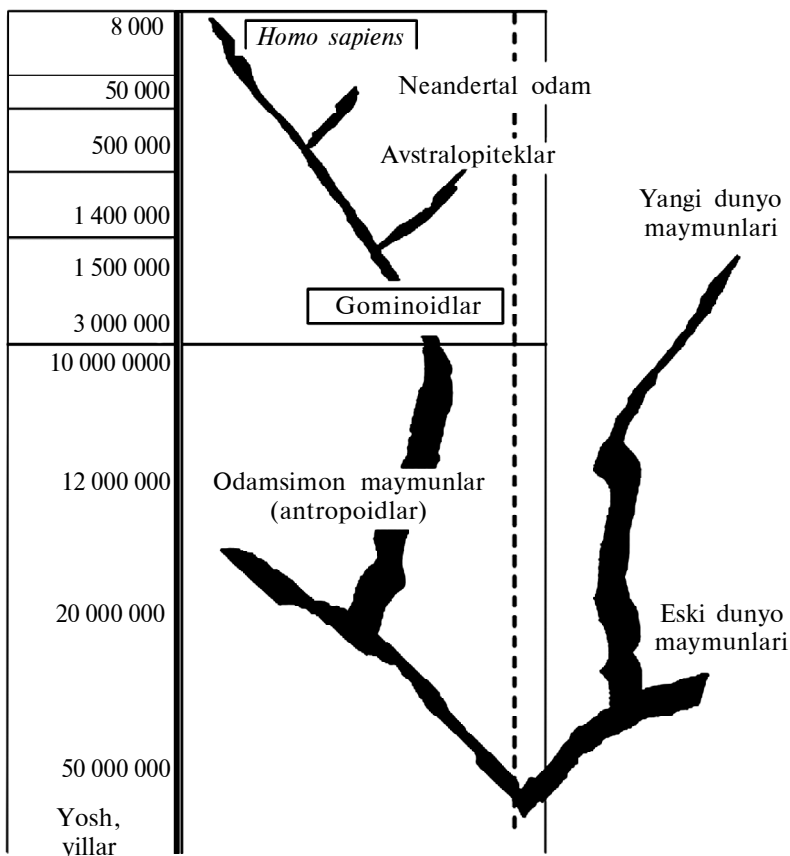 8 000
Homo sapiens
50 000
Neandertal odam
500 000
Avstralopiteklar
1 400 000
Yangi dunyo
maymunlari
1 500 000
Gominoidlar
3 000 000
10 000 0000
12 000 000
Odamsimon maymunlar
(antropoidlar)
20 000 000
Eski dunyo
maymunlari
50 000 000
Yosh,
yillar